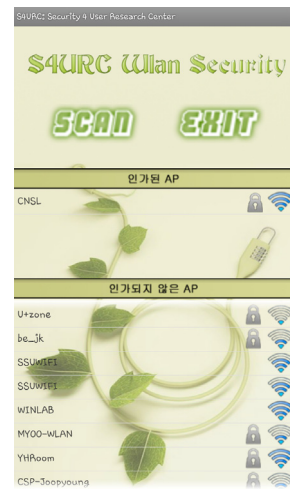 S4URC: Security 4 User Research Center
S4URC Wlan Security
SCAN EXIT
인가된 AP
CNSL
인가되지 않은 AP
U+zone
be_jk
SSUWIFI
SSUWIFI
WINLAB
MYOO-WLAN
YHRoom
CSP-Joopyoung